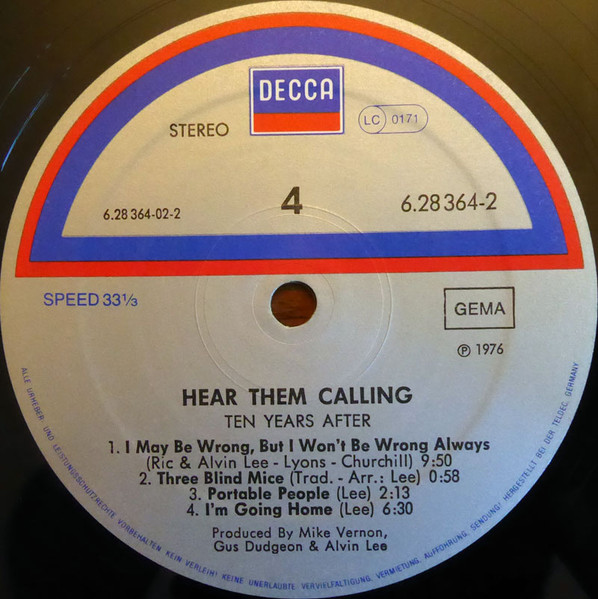 DECCA
STEREO
LC 0171
4
6.28 364-02-2
6.28 364-2
SPEED 33⅓
GEMA
℗ 1976
HEAR THEM CALLING
TEN YEARS AFTER
1. I May Be Wrong, But I Won't Be Wrong Always
(Ric & Alvin Lee - Lyons - Churchill) 9:50
2. Three Blind Mice (Trad. - Arr.: Lee) 0:58
3. Portable People (Lee) 2:13
4. I'm Going Home (Lee) 6:30
Produced By Mike Vernon,
Gus Dudgeon & Alvin Lee
ALLE URHEBER- UND LEISTUNGSSCHUTZRECHTE VORBEHALTEN KEIN VERLEIH! KEINE UNERLAUBTE VERVIELFÄLTIGUNG, VERMIETUNG, AUFFÜHRUNG, SENDUNG! HERGESTELLT BEI DER TELDEC, GERMANY